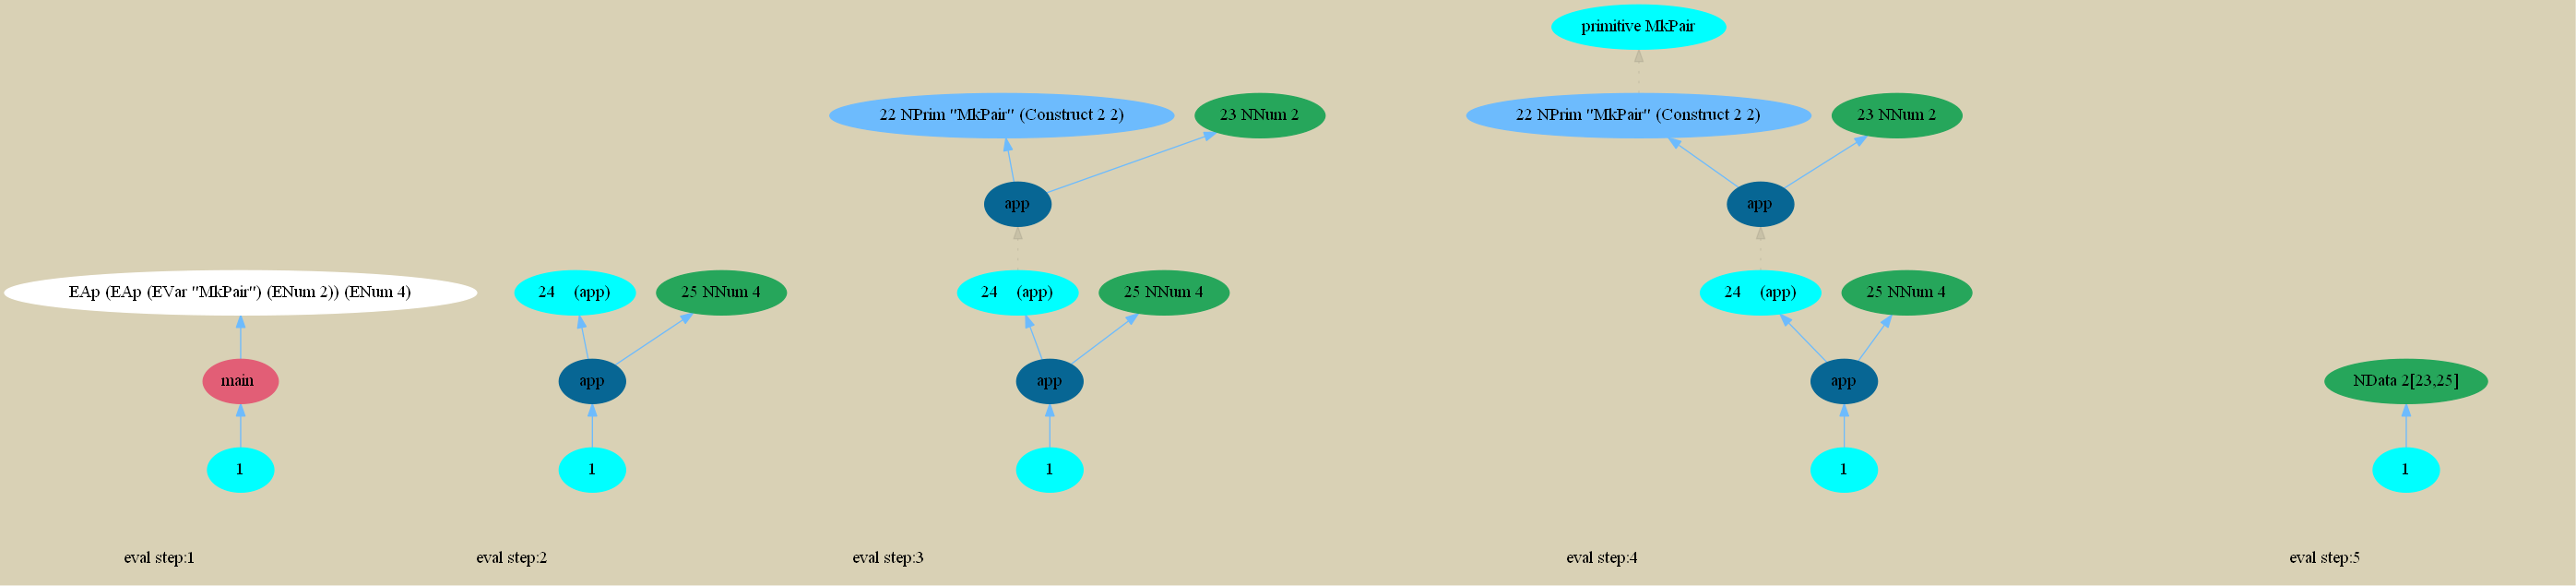 primitive MkPair
22 NPrim "MkPair" (Construct 2 2)
23 NNum 2
22 NPrim "MkPair" (Construct 2 2)
23 NNum 2
app
app
EAp (EAp (EVar "MkPair") (ENum 2)) (ENum 4)
24 (app)
25 NNum 4
24 (app)
25 NNum 4
24 (app)
25 NNum 4
main
app
app
app
NData 2[23,25]
1
1
1
1
1
eval step:1
eval step:2
eval step:3
eval step:4
eval step:5